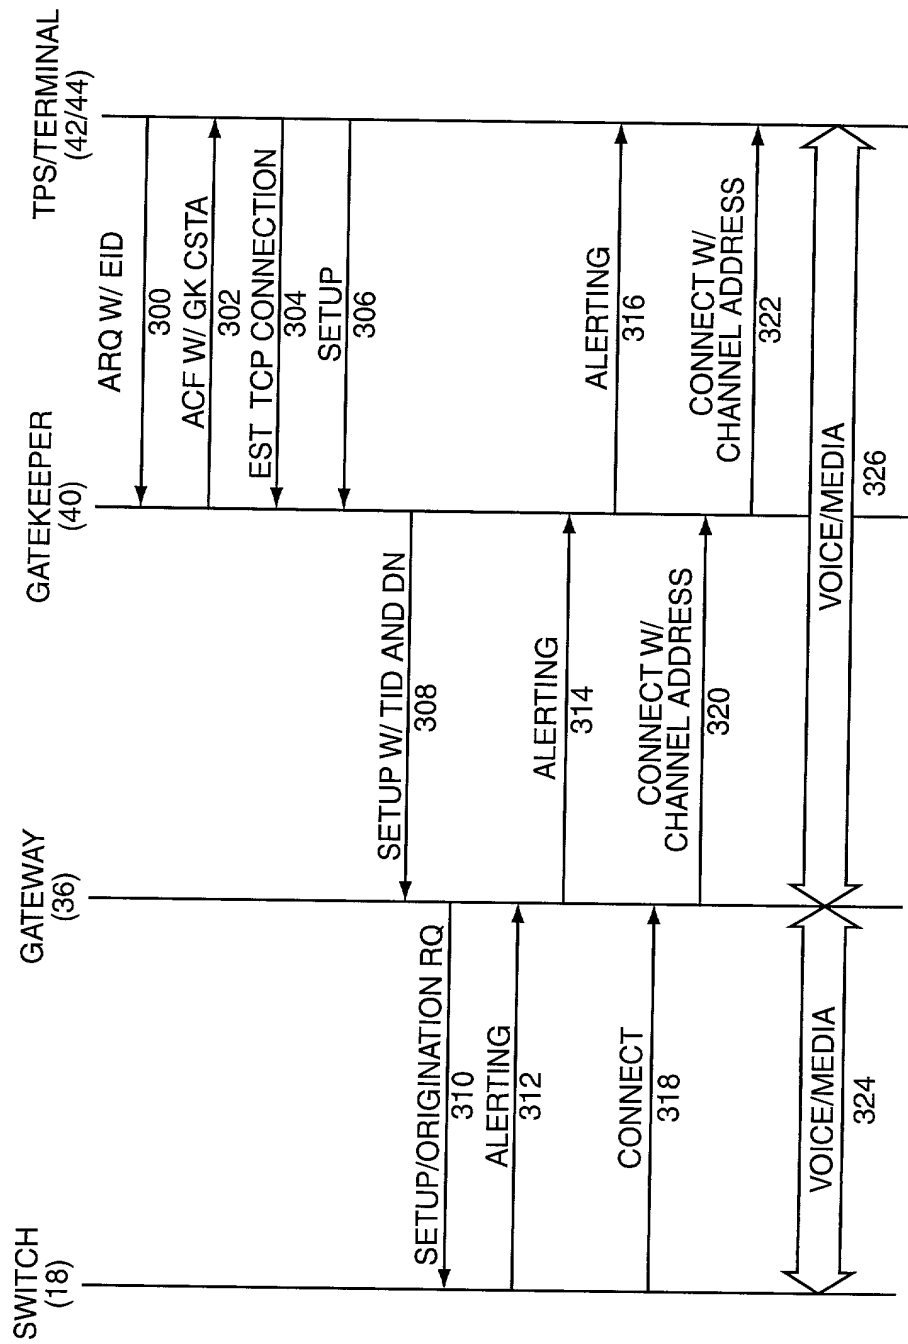 SWITCH
(18)
GATEWAY
(36)
GATEKEEPER
(40)
TPS/TERMINAL
(42/44)
ARQ W/ EID
300
ACF W/ GK CSTA
302
EST TCP CONNECTION
304
SETUP
306
SETUP W/ TID AND DN
308
SETUP/ORIGINATION RQ
310
ALERTING
312
ALERTING
314
ALERTING
316
CONNECT
318
CONNECT W/
CHANNEL ADDRESS
320
CONNECT W/
CHANNEL ADDRESS
322
VOICE/MEDIA
324
VOICE/MEDIA
326